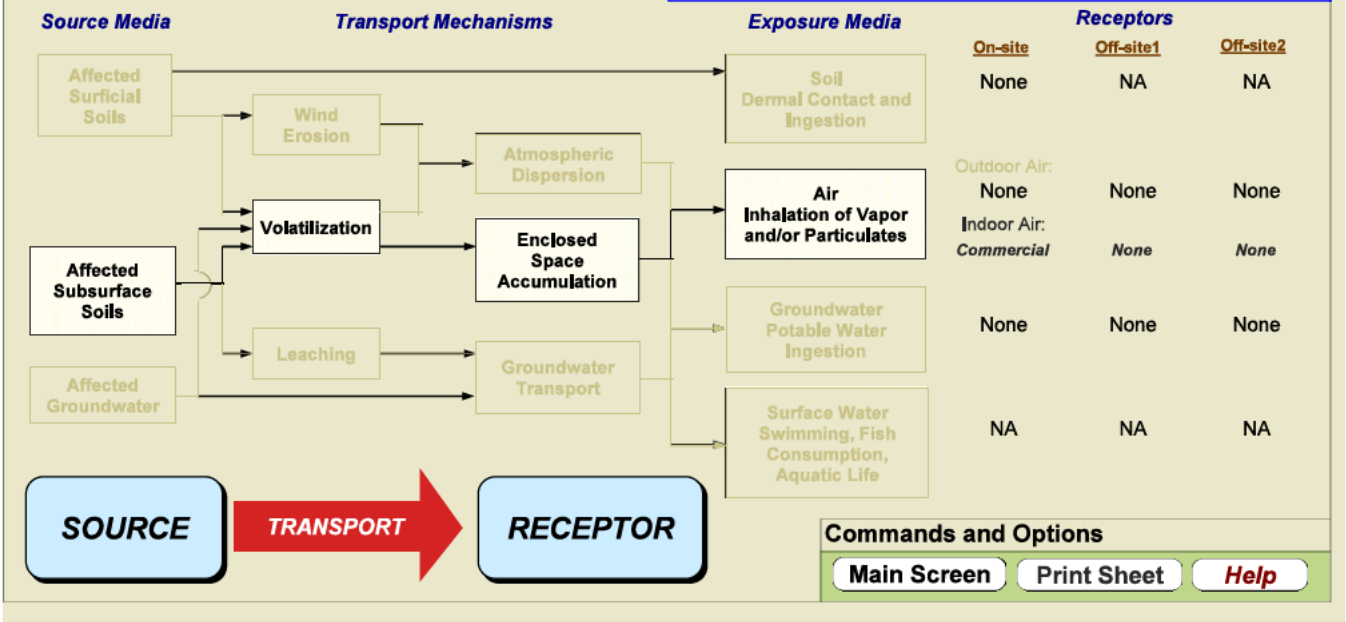 Source Media
Transport Mechanisms
Exposure Media
Receptors
On-site
Off-site1
Off-site2
Affected
Surficial
Soils
Wind
Erosion
Atmospheric
Dispersion
Soil
Dermal Contact and
Ingestion
None
NA
NA
Volatilization
Enclosed
Space
Accumulation
Air
Inhalation of Vapor
and/or Particulates
Outdoor Air:
None
None
None
Indoor Air:
Commercial
None
None
Affected
Subsurface
Soils
Leaching
Groundwater
Transport
Groundwater
Potable Water
Ingestion
None
None
None
Affected
Groundwater
Surface Water
Swimming, Fish
Consumption,
Aquatic Life
NA
NA
NA
SOURCE
TRANSPORT
RECEPTOR
Commands and Options
Main Screen
Print Sheet
Help